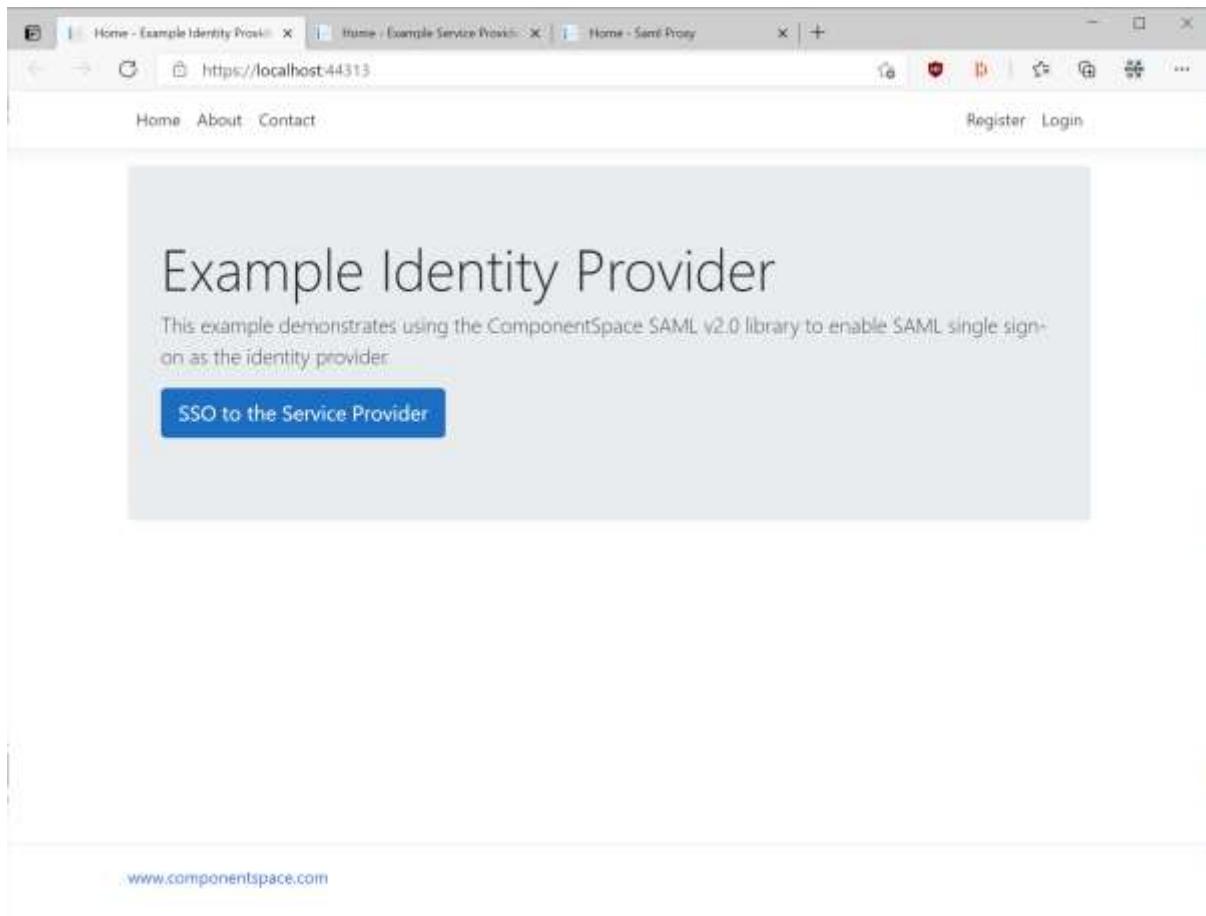 Home - Example Identity Provid
Home - Example Service Provid
Home - Saml Proxy
https://localhost:44313
Home About Contact
Register Login
Example Identity Provider
This example demonstrates using the ComponentSpace SAML v2.0 library to enable SAML single sign-
on as the identity provider.
SSO to the Service Provider
www.componentspace.com